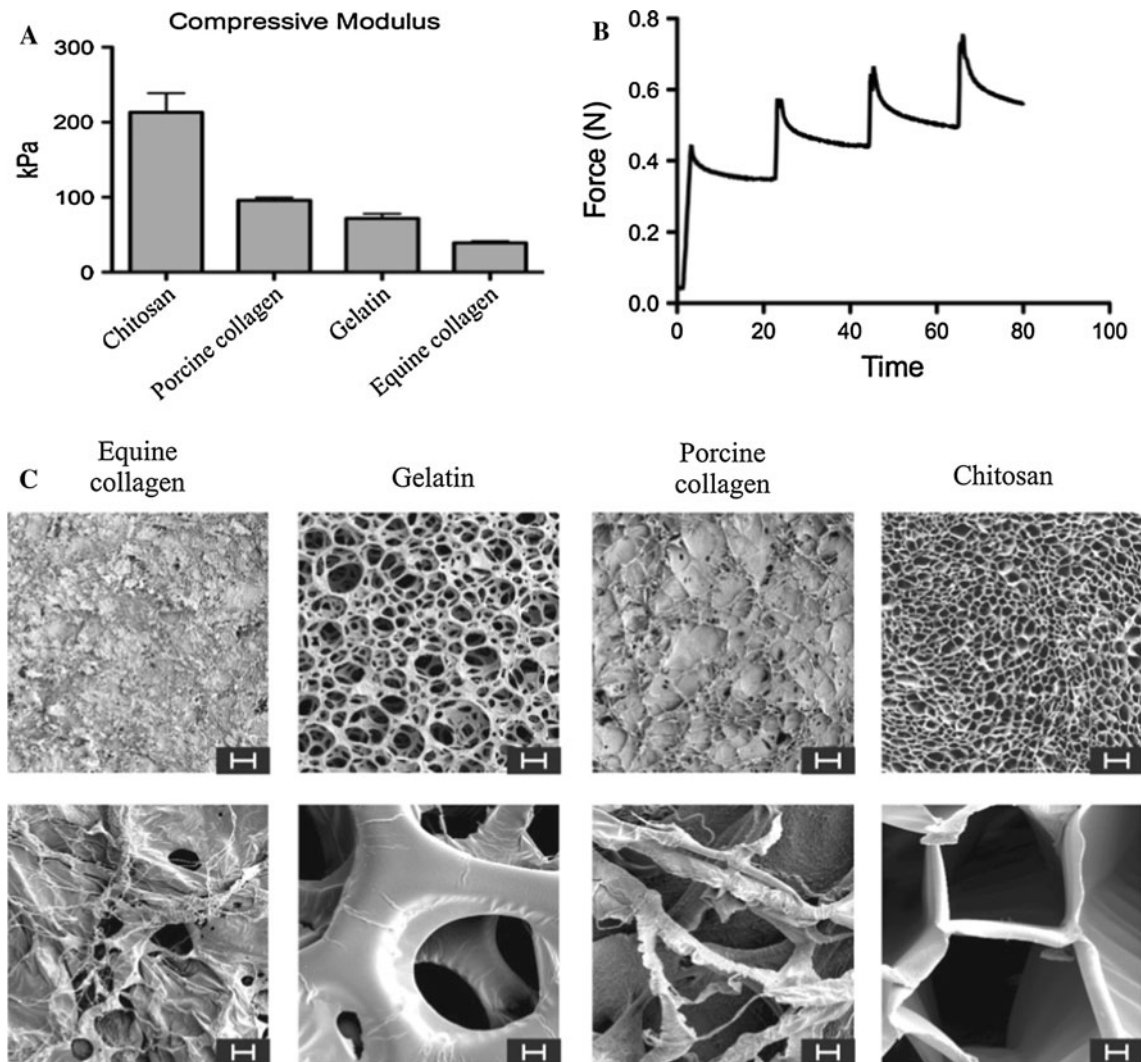 A
Compressive Modulus
300
200
100
0
kPa
Chitosan
Porcine collagen
Gelatin
Equine collagen
B
0.8
0.6
0.4
0.2
0.0
Force (N)
0 20 40 60 80 100
Time
C
Equine
collagen
Gelatin
Porcine
collagen
Chitosan